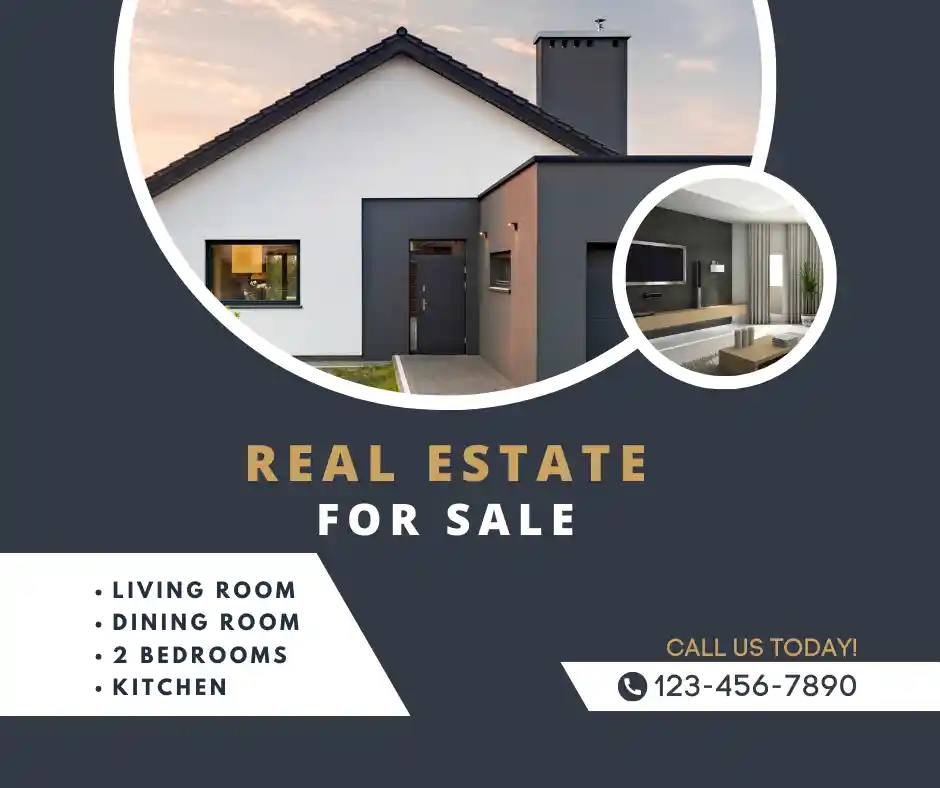 REAL ESTATE
FOR SALE
• LIVING ROOM
• DINING ROOM
• 2 BEDROOMS
• KITCHEN
CALL US TODAY!
123-456-7890